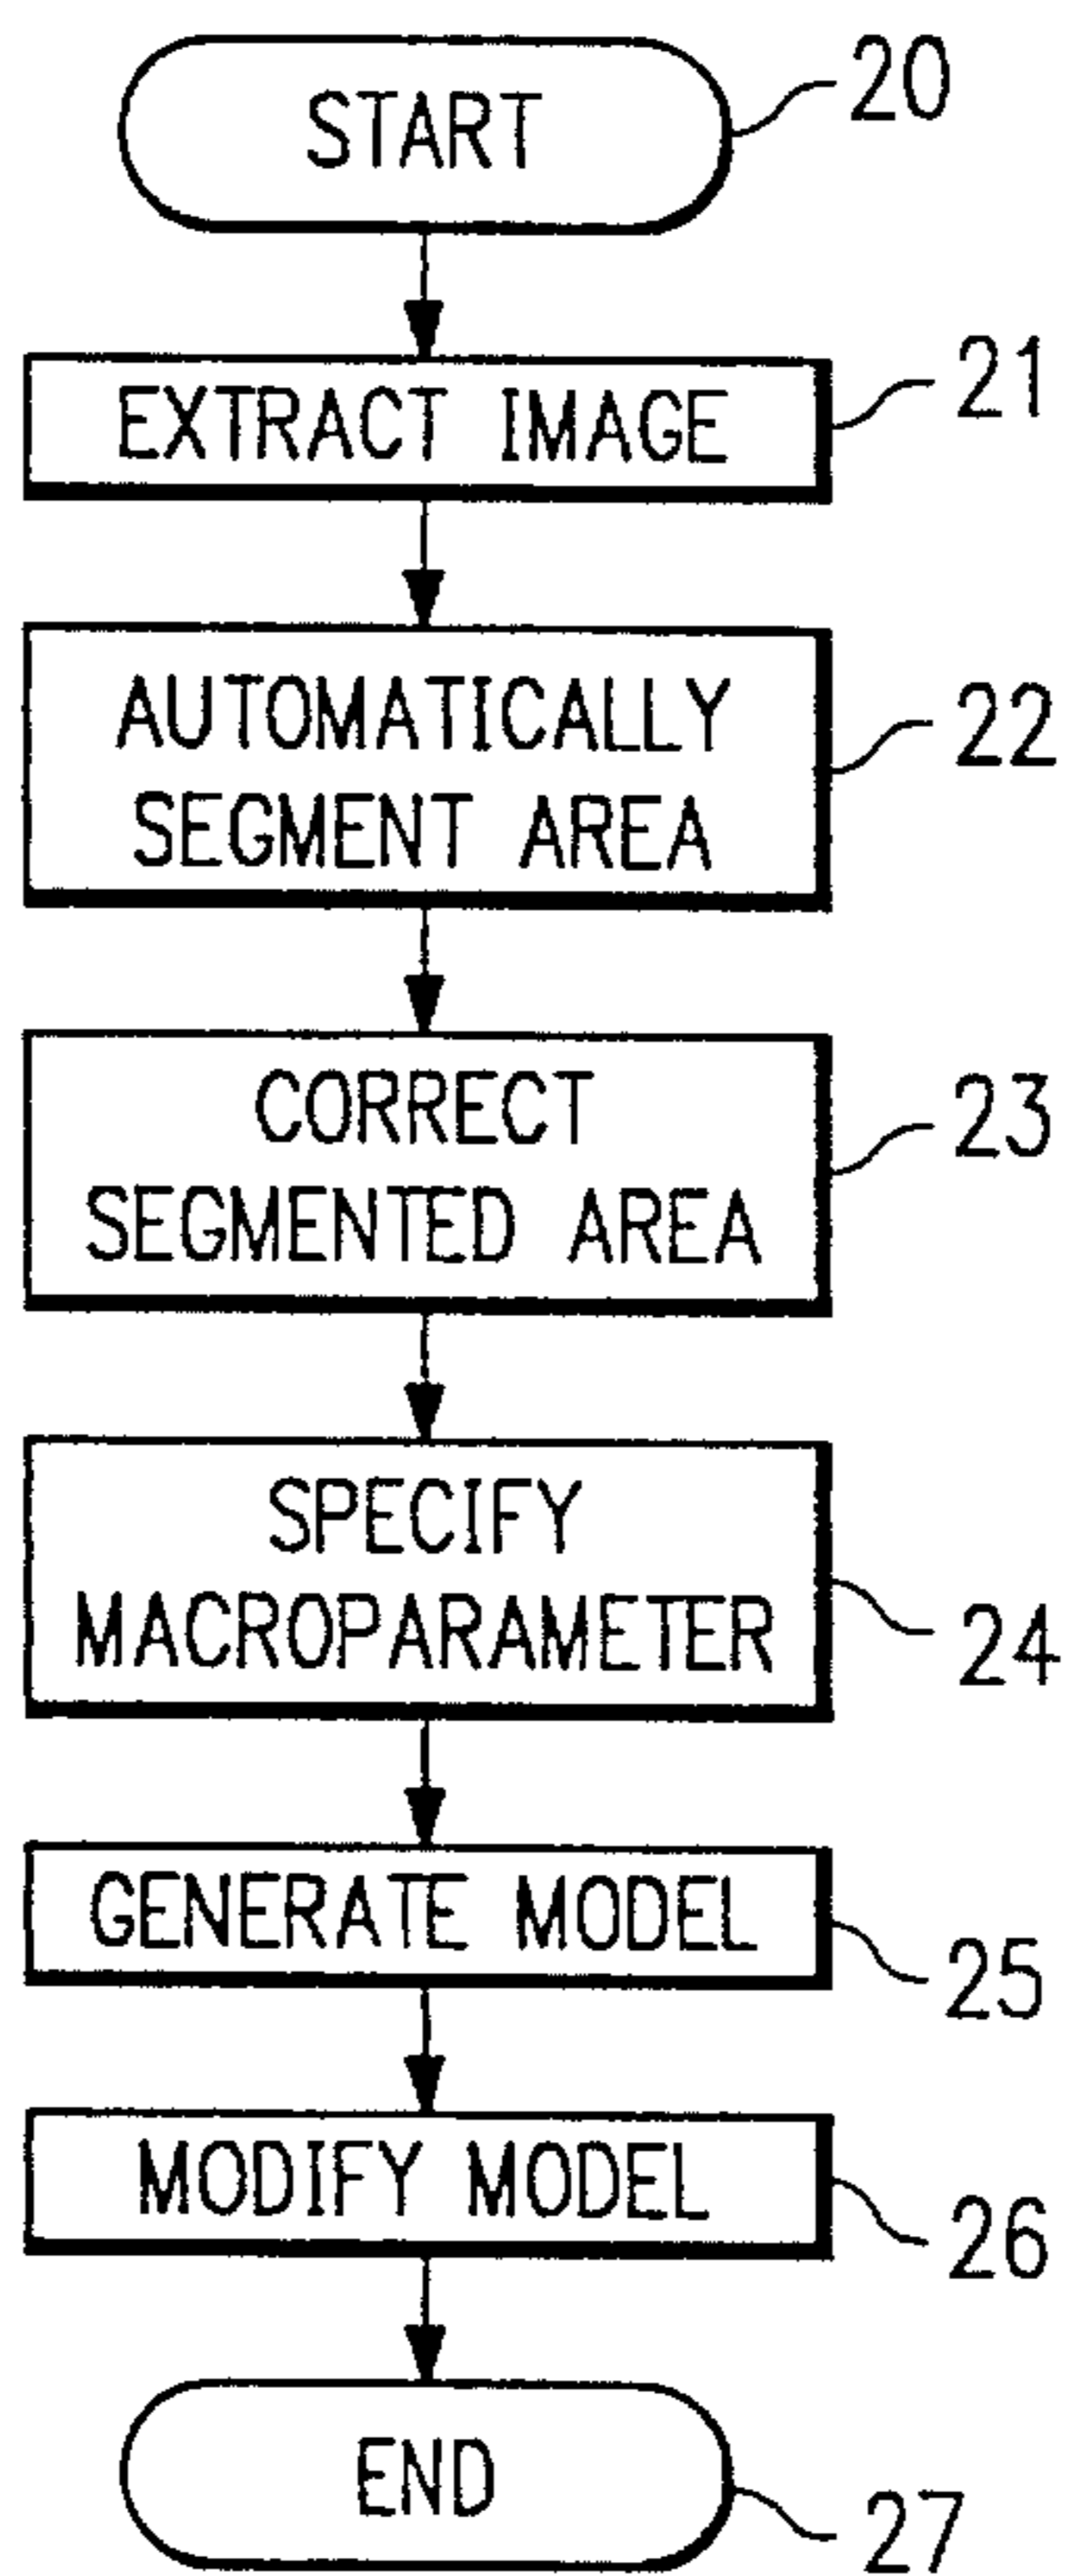 START
20
EXTRACT IMAGE
21
AUTOMATICALLY
SEGMENT AREA
22
CORRECT
SEGMENTED AREA
23
SPECIFY
MACROPARAMETER
24
GENERATE MODEL
25
MODIFY MODEL
26
END
27